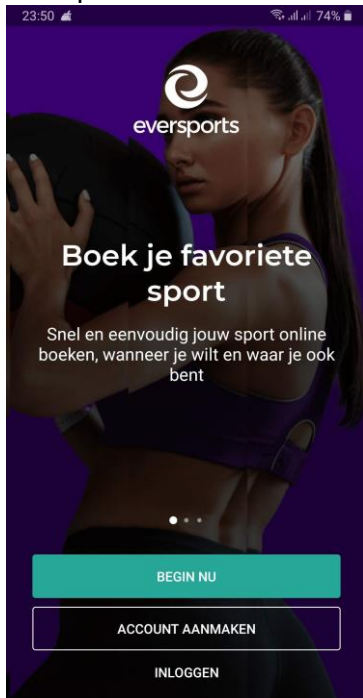 23:50
74%
eversports
Boek je favoriete
sport
Snel en eenvoudig jouw sport online
boeken, wanneer je wilt en waar je ook
bent
BEGIN NU
ACCOUNT AANMAKEN
INLOGGEN